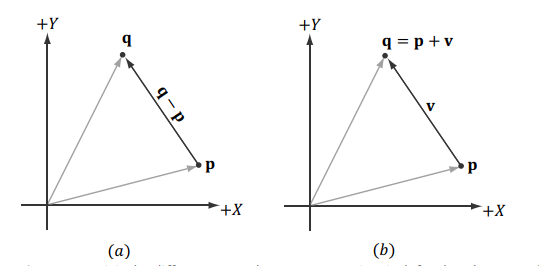 +Y
q
q − p
p
+X
(a)
+Y
q = p + v
v
p
+X
(b)